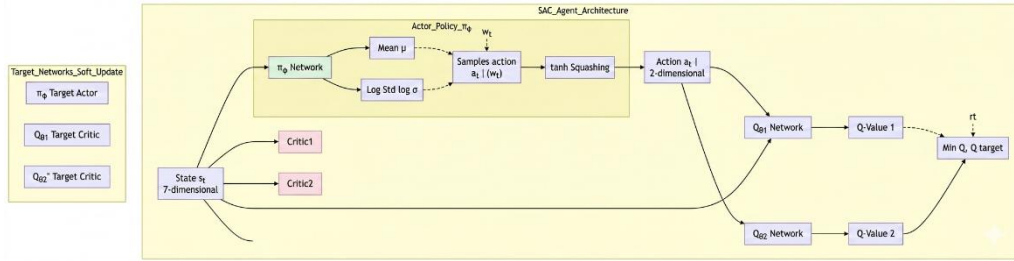 SAC_Agent_Architecture
Actor_Policy_πϕ
wt
Mean μ
πϕ Network
Samples action
at | (wt)
tanh Squashing
Log Std log σ
Action at |
2-dimensional
Target_Networks_Soft_Update
πϕ Target Actor
Qθ1 Target Critic
Qθ2" Target Critic
Critic1
Critic2
State st
7-dimensional
Qθ1 Network
Q-Value 1
rt
Min Q, Q target
Qθ2 Network
Q-Value 2